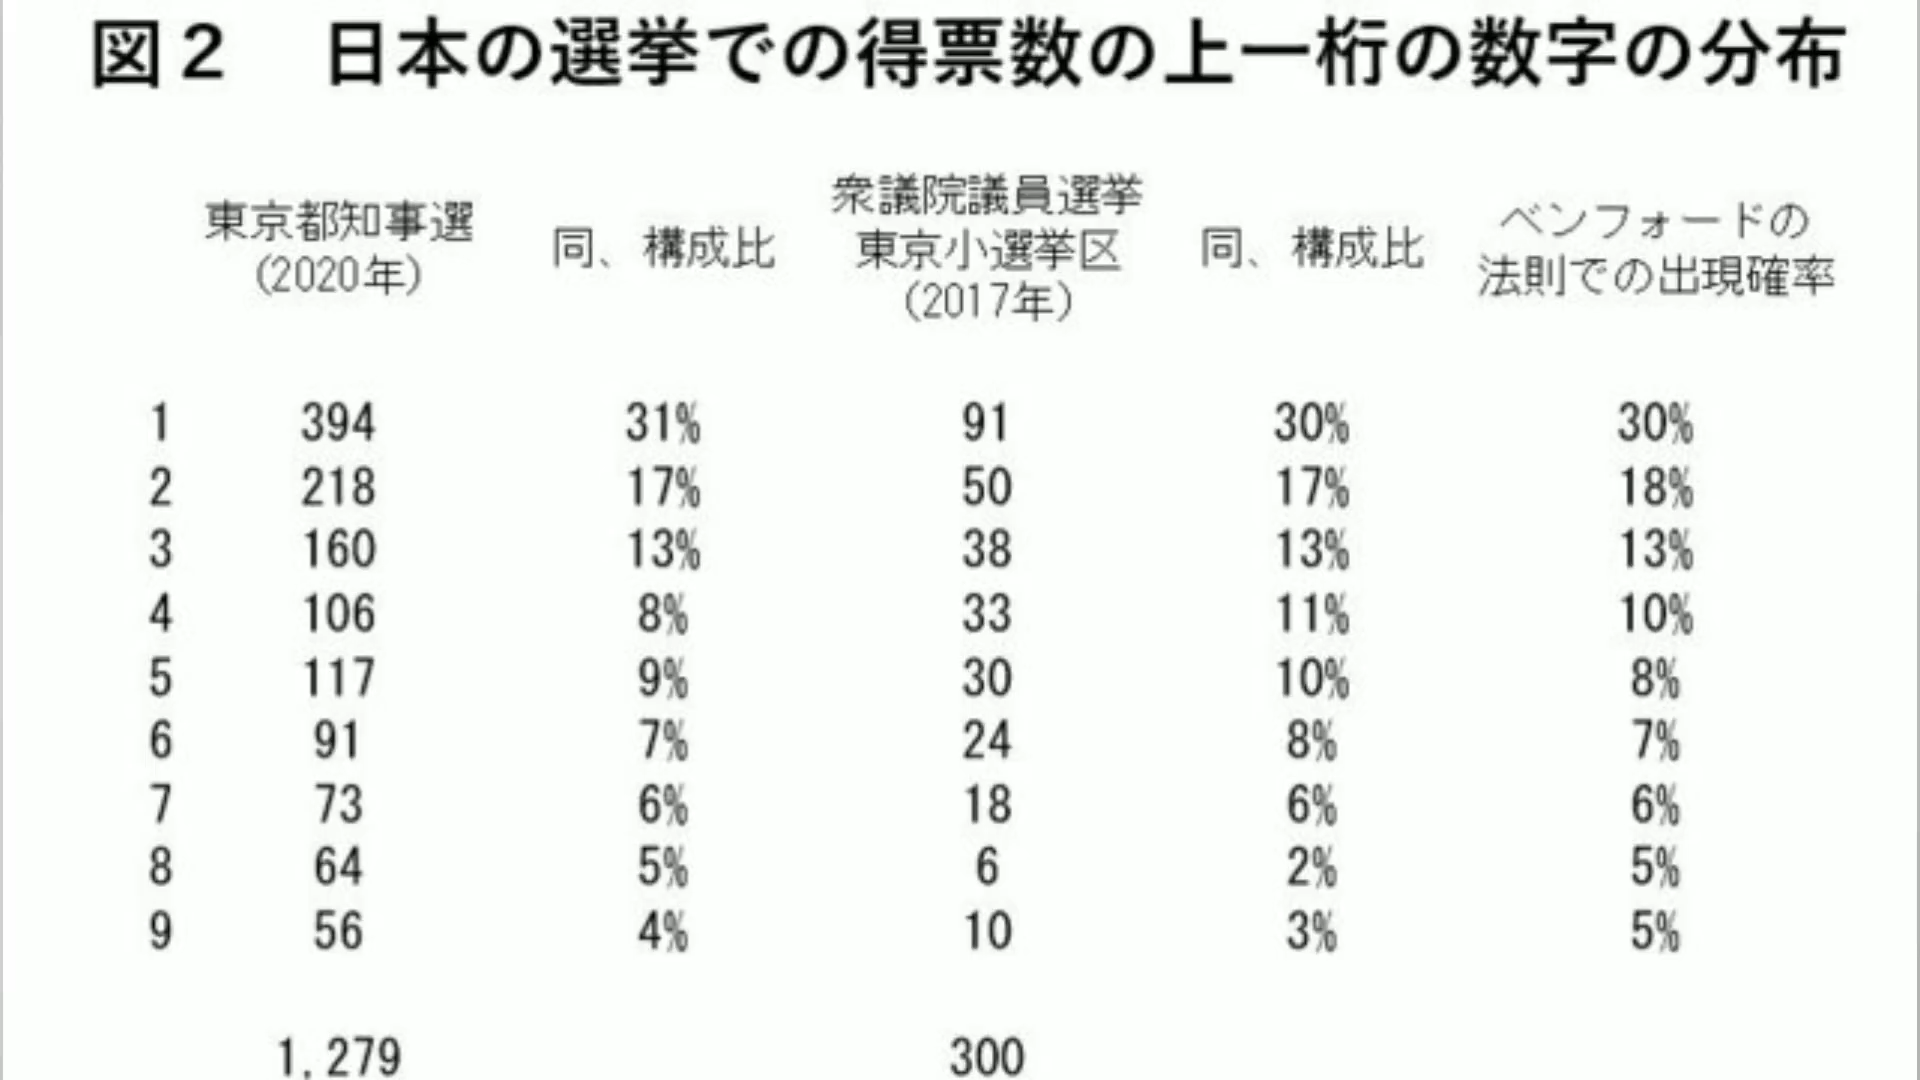 図２　日本の選挙での得票数の上一桁の数字の分布
東京都知事選
(2020年)
同、構成比
衆議院議員選挙
東京小選挙区
(2017年)
同、構成比
ベンフォードの
法則での出現確率
1 394 31% 91 30% 30%
2 218 17% 50 17% 18%
3 160 13% 38 13% 13%
4 106 8% 33 11% 10%
5 117 9% 30 10% 8%
6 91 7% 24 8% 7%
7 73 6% 18 6% 6%
8 64 5% 6 2% 5%
9 56 4% 10 3% 5%
1,279 300